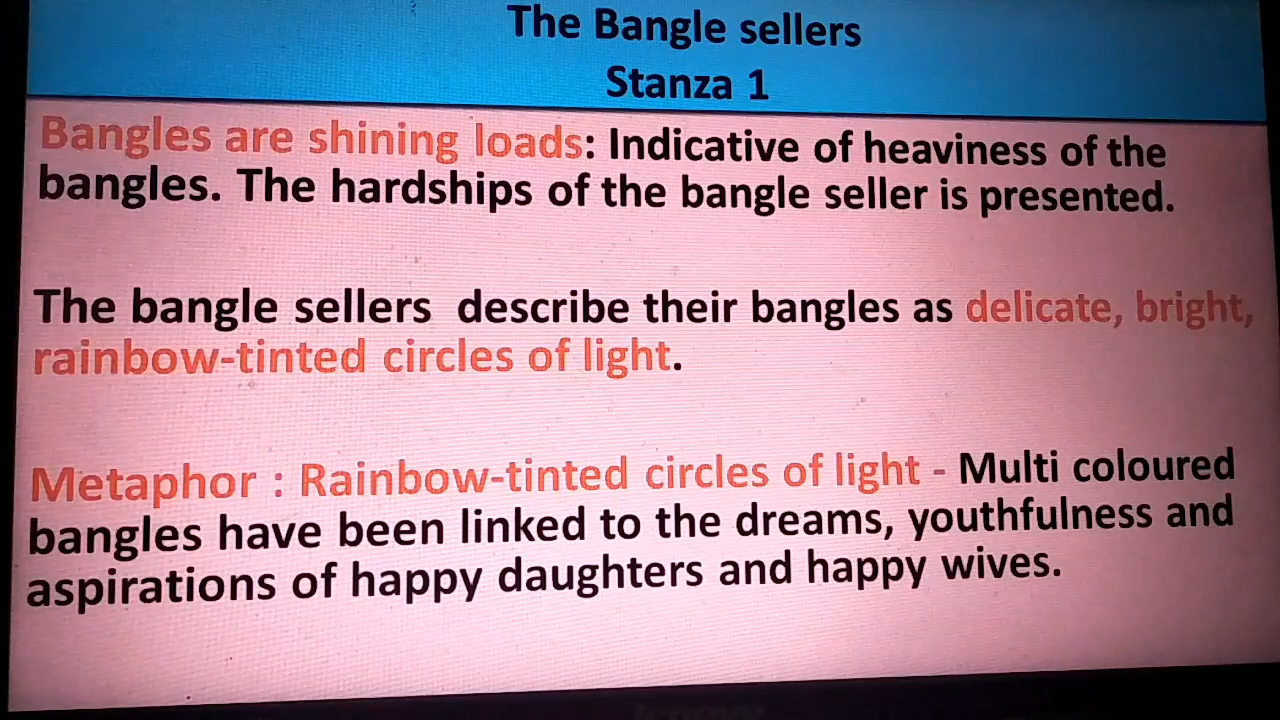 The Bangle sellers
Stanza 1
Bangles are shining loads: Indicative of heaviness of the
bangles. The hardships of the bangle seller is presented.
The bangle sellers describe their bangles as delicate, bright,
rainbow-tinted circles of light.
Metaphor : Rainbow-tinted circles of light - Multi coloured
bangles have been linked to the dreams, youthfulness and
aspirations of happy daughters and happy wives.
lenovo